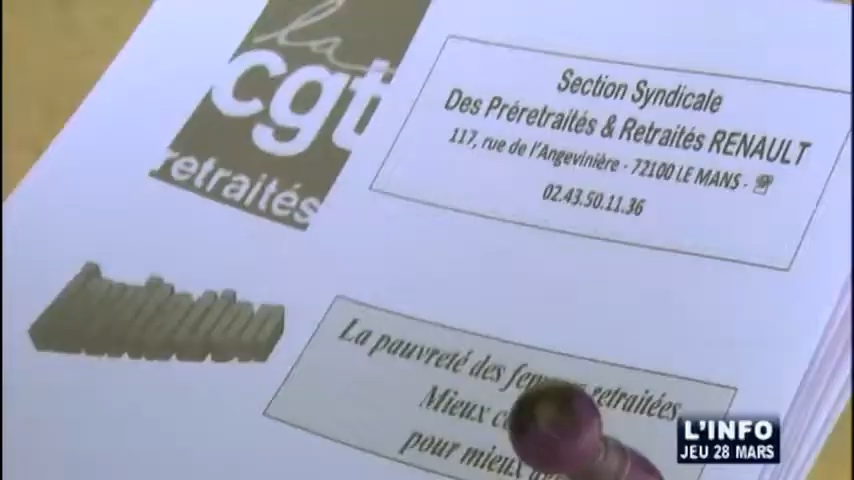 la
cgt
retraités
Section Syndicale
Des Préretraités & Retraités RENAULT
117, rue de l'Angevinière - 72100 LE MANS -
02.43.50.11.36
Invitation
La pauvreté des femmes retraitées
Mieux
pour mieux
L'INFO
JEU 28 MARS